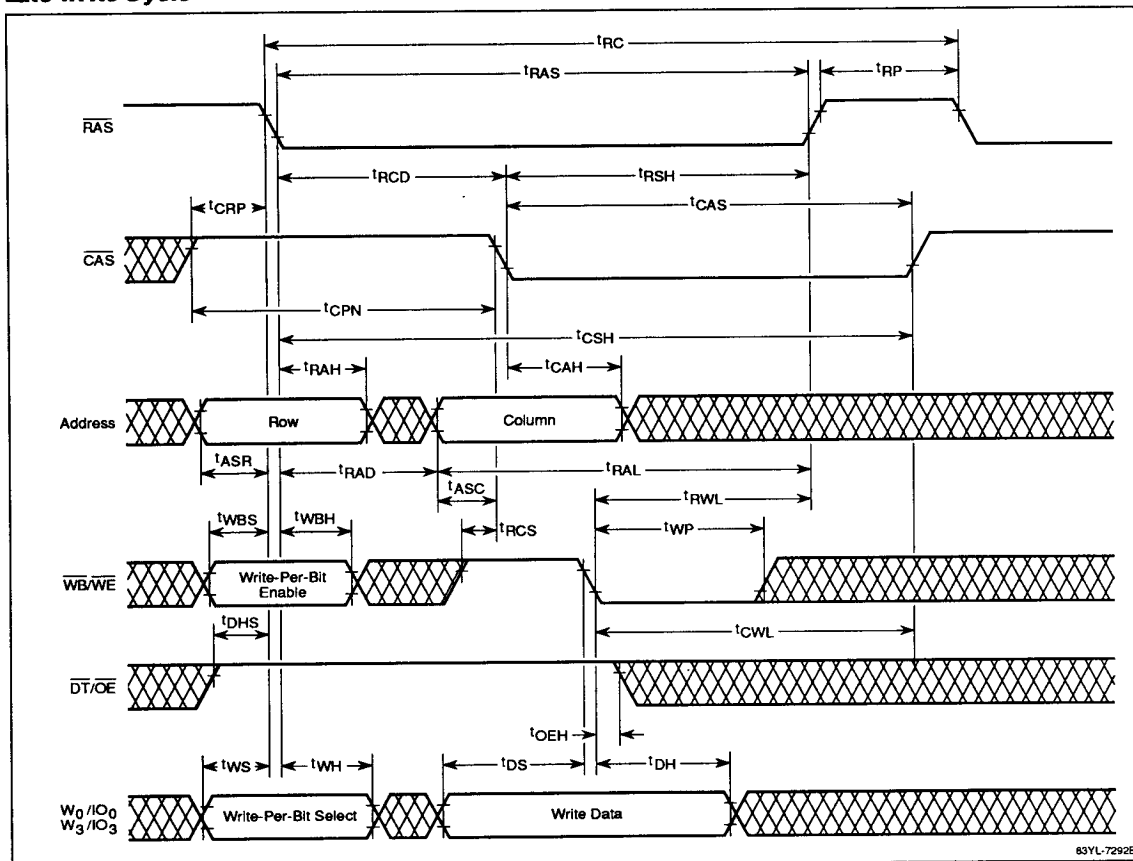 Late Write Cycle
tRC
tRAS
tRP
RAS
tRCD
tRSH
tCRP
tCAS
CAS
tCPN
tCSH
tRAH
tCAH
Address
Row
Column
tASR
tRAD
tRAL
tASC
tRWL
tWBS
tWBH
tRCS
tWP
WB/WE
Write-Per-Bit
Enable
tDHS
tCWL
DT/OE
tOEH
tWS
tWH
tDS
tDH
W0/IO0
W3/IO3
Write-Per-Bit Select
Write Data
83YL-7292B